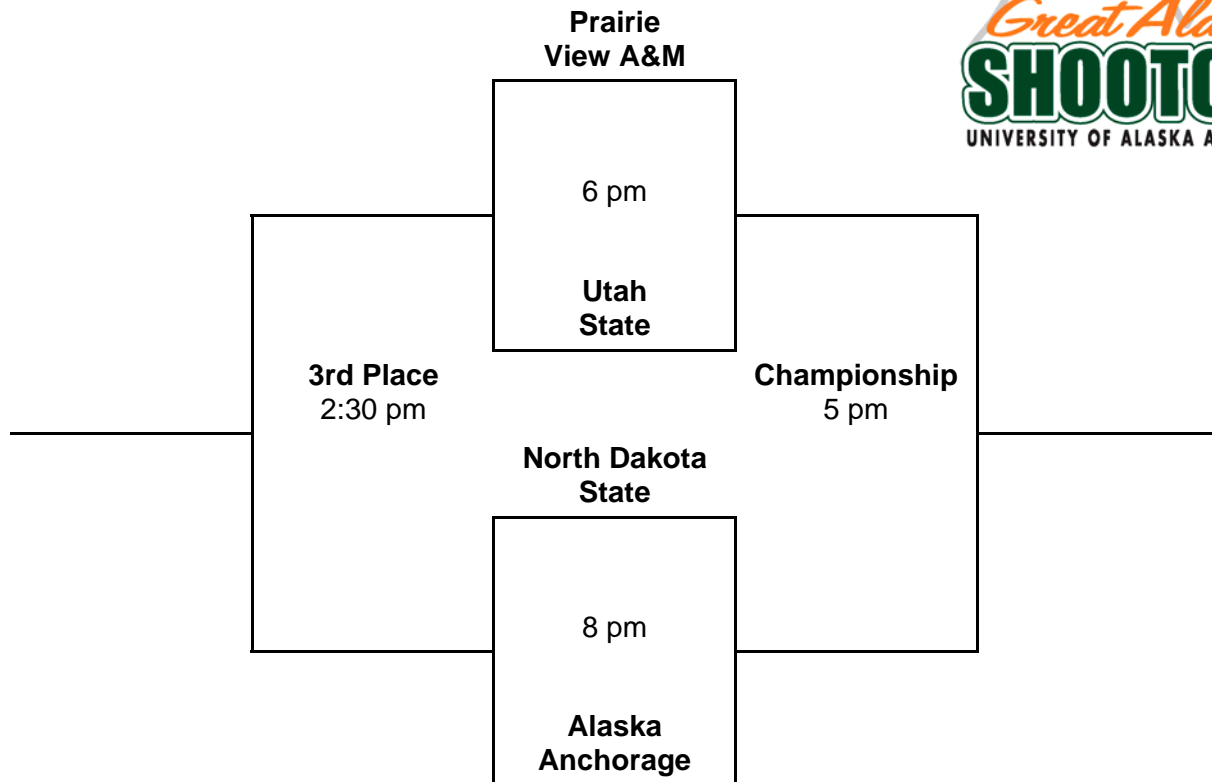 Prairie
View A&M
Great
6 pm
UNIVERSITY OF ALASKA
Utah
State
3rd Place
2:30 pm
Championship
5 pm
North Dakota
State
8 pm
Alaska
Anchorage